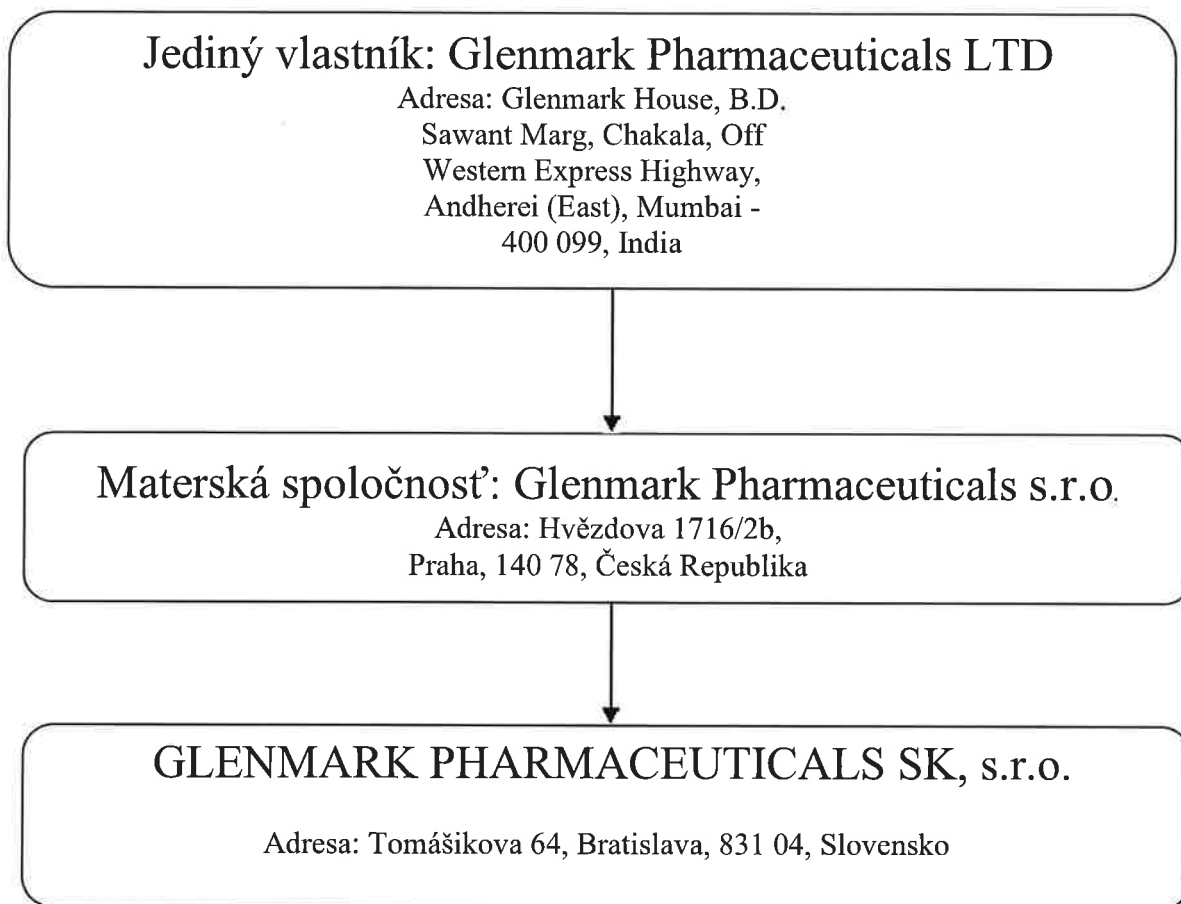 Jediný vlastník: Glenmark Pharmaceuticals LTD
Adresa: Glenmark House, B.D.
Sawant Marg, Chakala, Off
Western Express Highway,
Andherei (East), Mumbai -
400 099, India
Materská spoločnosť: Glenmark Pharmaceuticals s.r.o.
Adresa: Hvězdova 1716/2b,
Praha, 140 78, Česká Republika
GLENMARK PHARMACEUTICALS SK, s.r.o.
Adresa: Tomášikova 64, Bratislava, 831 04, Slovensko